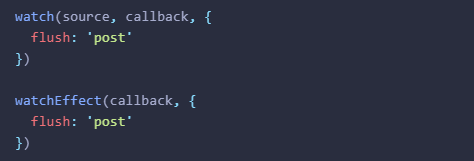 watch(source, callback, {
  flush: 'post'
})

watchEffect(callback, {
  flush: 'post'
})